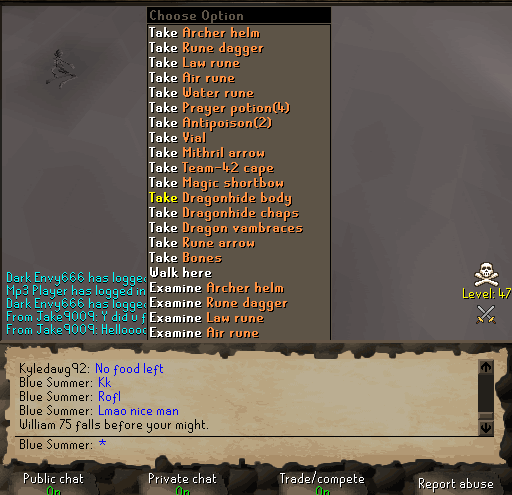 Choose Option
Take Archer helm
Take Rune dagger
Take Law rune
Take Air rune
Take Water rune
Take Prayer potion(4)
Take Antipoison(2)
Take Vial
Take Mithril arrow
Take Team-42 cape
Take Magic shortbow
Take Dragonhide body
Take Dragonhide chaps
Take Dragon vambraces
Take Rune arrow
Take Bones
Walk here
Examine Archer helm
Examine Rune dagger
Examine Law rune
Examine Air rune
Dark Envy666 has logged
Mp3 Player has logged in
Dark Envy666 has logged
From Jake9009: Y did u f
From Jake9009: Helloooo
Level: 47
Kyledawg92: No food left
Blue Summer: Kk
Blue Summer: Rofl
Blue Summer: Lmao nice man
William 75 falls before your might.
Blue Summer: *
Public chat
On
Private chat
On
Trade/compete
On
Report abuse